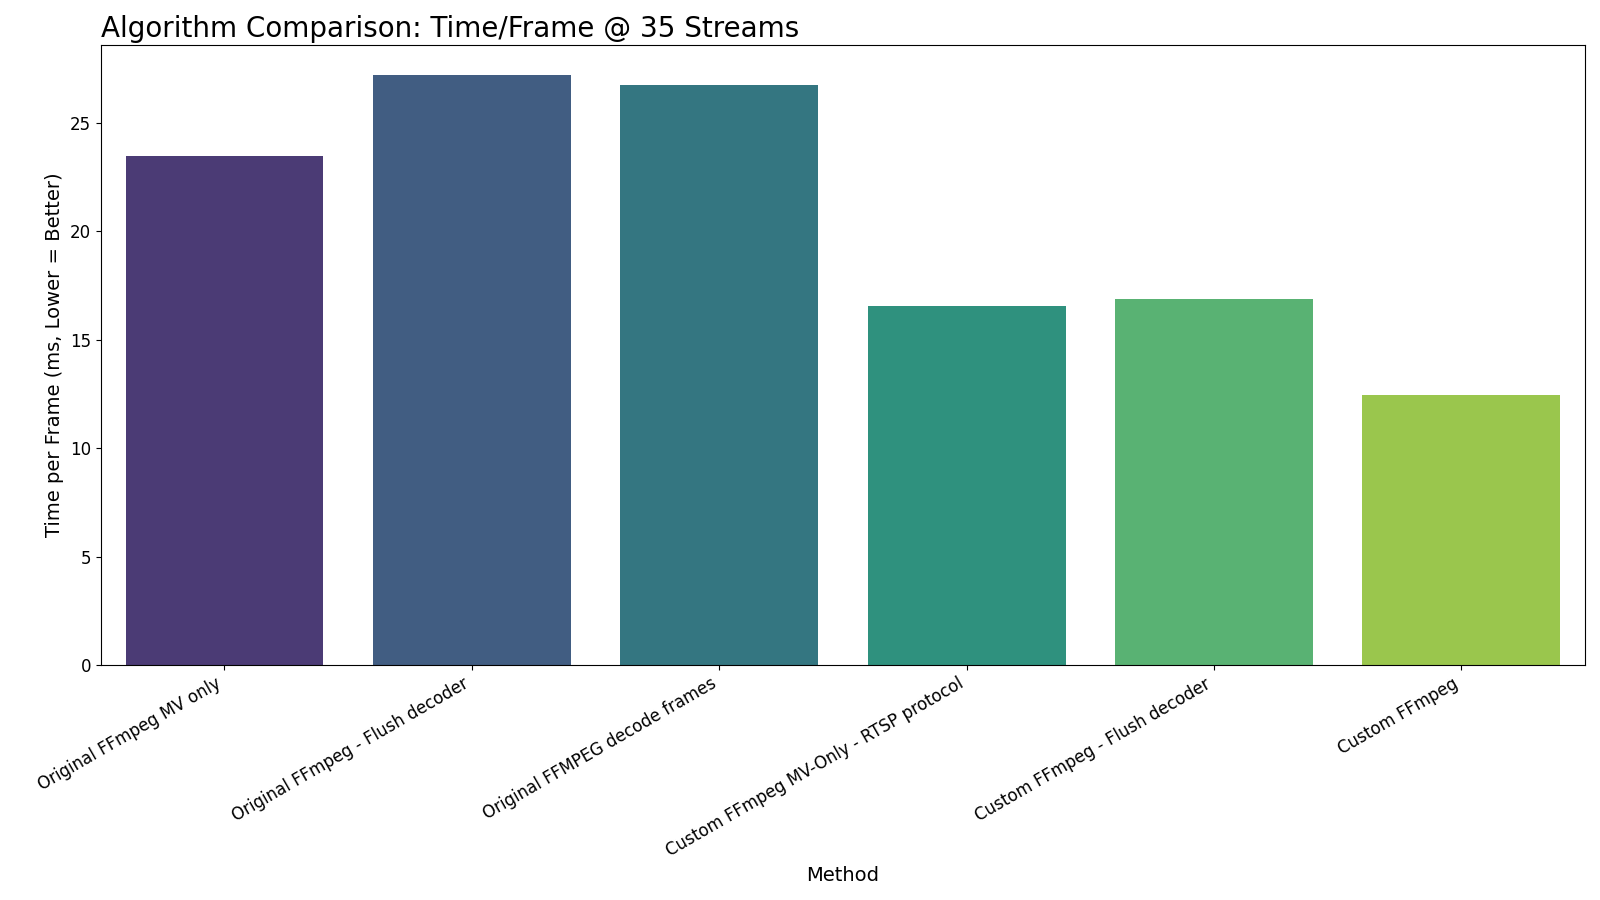 Algorithm Comparison: Time/Frame @ 35 Streams
Time per Frame (ms, Lower = Better)
25
20
15
10
5
0
Original FFmpeg MV only
Original FFmpeg - Flush decoder
Original FFMPEG decode frames
Custom FFmpeg MV-Only - RTSP protocol
Custom FFmpeg - Flush decoder
Custom FFmpeg
Method